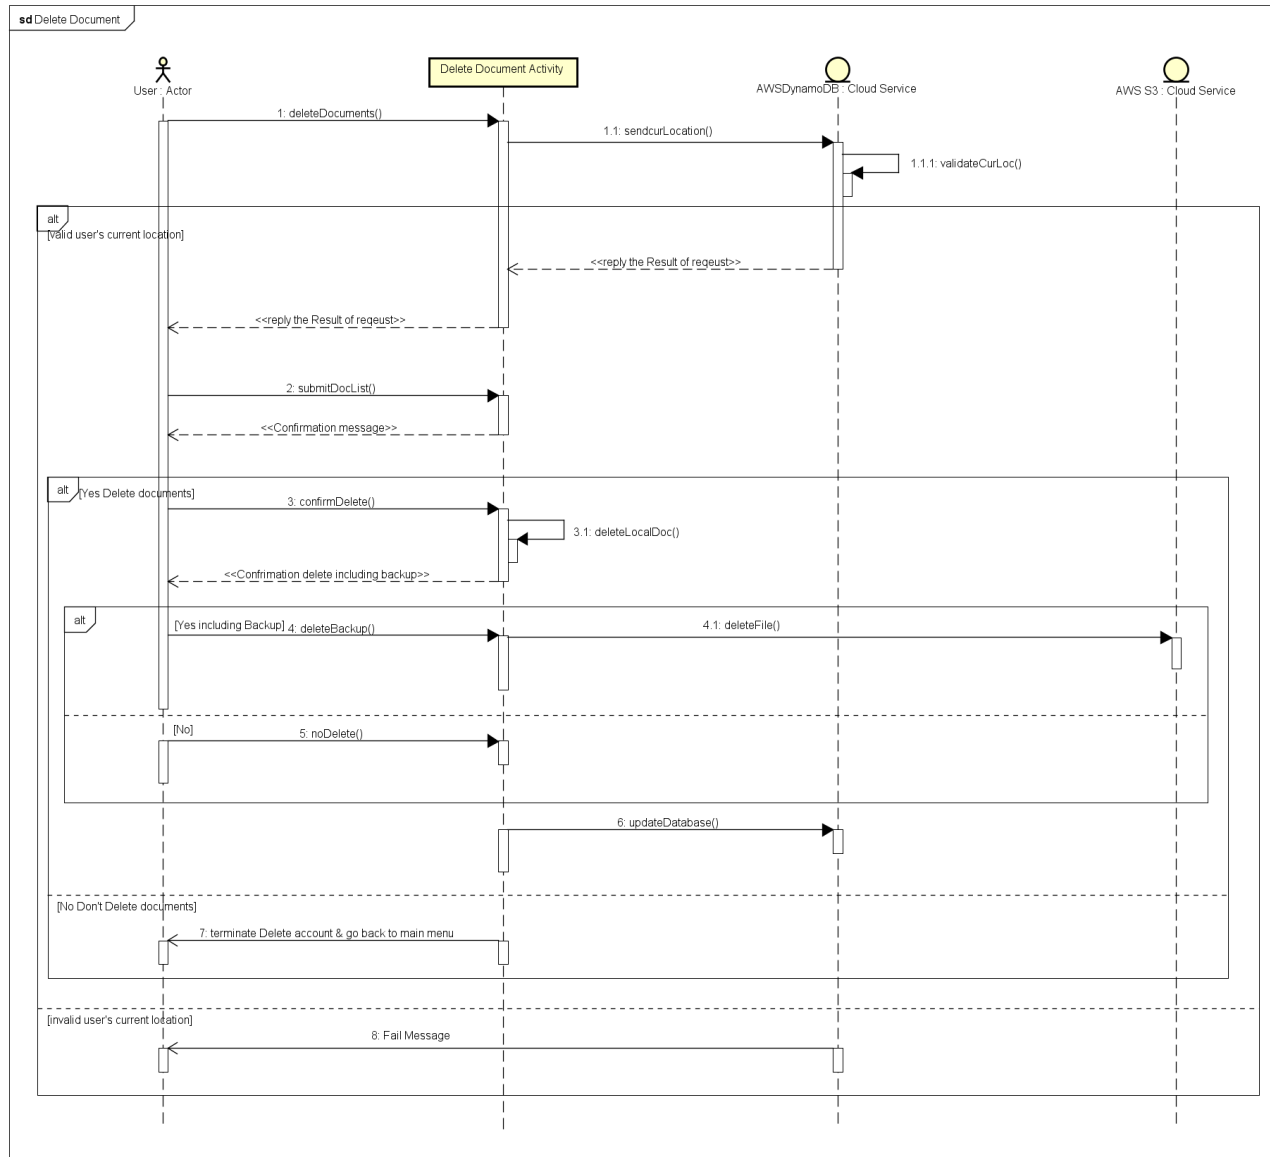 sd Delete Document
User : Actor
Delete Document Activity
AWSDynamoDB : Cloud Service
AWS S3 : Cloud Service
1: deleteDocuments()
1.1: sendcurLocation()
1.1.1: validateCurLoc()
alt
[valid user's current location]
<<reply the Result of reqeust>>
<<reply the Result of reqeust>>
2: submitDocList()
<<Confirmation message>>
alt
[Yes Delete documents]
3: confirmDelete()
3.1: deleteLocalDoc()
<<Confrimation delete including backup>>
alt
[Yes including Backup]
4: deleteBackup()
4.1: deleteFile()
[No]
5: noDelete()
6: updateDatabase()
[No Don't Delete documents]
7: terminate Delete account & go back to main menu
[invalid user's current location]
8: Fail Message